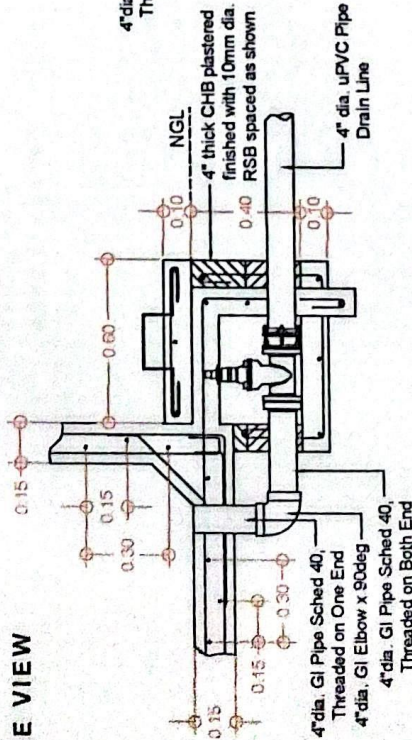 E VIEW
4"dia
Th
0.15
0.60
0.10
NGL
4" thick CHB plastered
finished with 10mm dia.
RSB spaced as shown
0.15
0.30
0.40
4" dia. uPVC Pipe
Drain Line
0.10
0.15
0.30
0.15
4"dia. GI Pipe Sched 40,
Threaded on One End
4"dia. GI Elbow x 90deg
4"dia. GI Pipe Sched 40,
Threaded on Both End